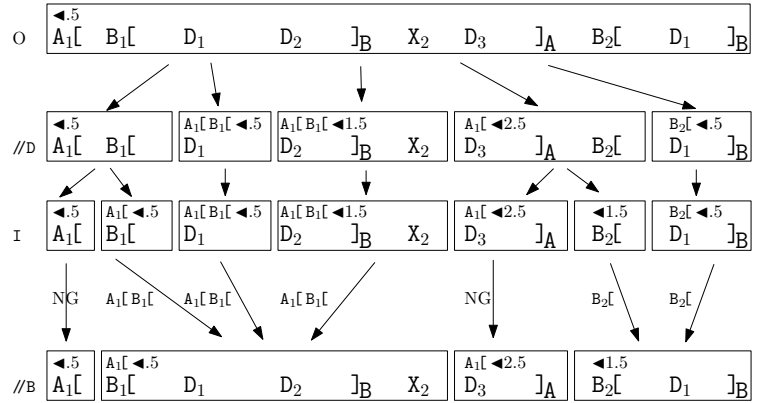 ◄.5
O A₁[ B₁[ D₁ D₂ ]B X₂ D₃ ]A B₂[ D₁ ]B
◄.5 A₁[ B₁[ ◄.5 A₁[ B₁[ ◄1.5 A₁[ ◄2.5 B₂[ ◄.5
//D A₁[ B₁[ D₁ D₂ ]B X₂ D₃ ]A B₂[ D₁ ]B
◄.5 A₁[ ◄.5 A₁[ B₁[ ◄.5 A₁[ B₁[ ◄1.5 A₁[ ◄2.5 ◄1.5 B₂[ ◄.5
I A₁[ B₁[ D₁ D₂ ]B X₂ D₃ ]A B₂[ D₁ ]B
NG A₁[ B₁[ A₁[ B₁[ A₁[ B₁[ NG B₂[ B₂[
◄.5 A₁[ ◄.5 A₁[ ◄2.5 ◄1.5
//B A₁[ B₁[ D₁ D₂ ]B X₂ D₃ ]A B₂[ D₁ ]B